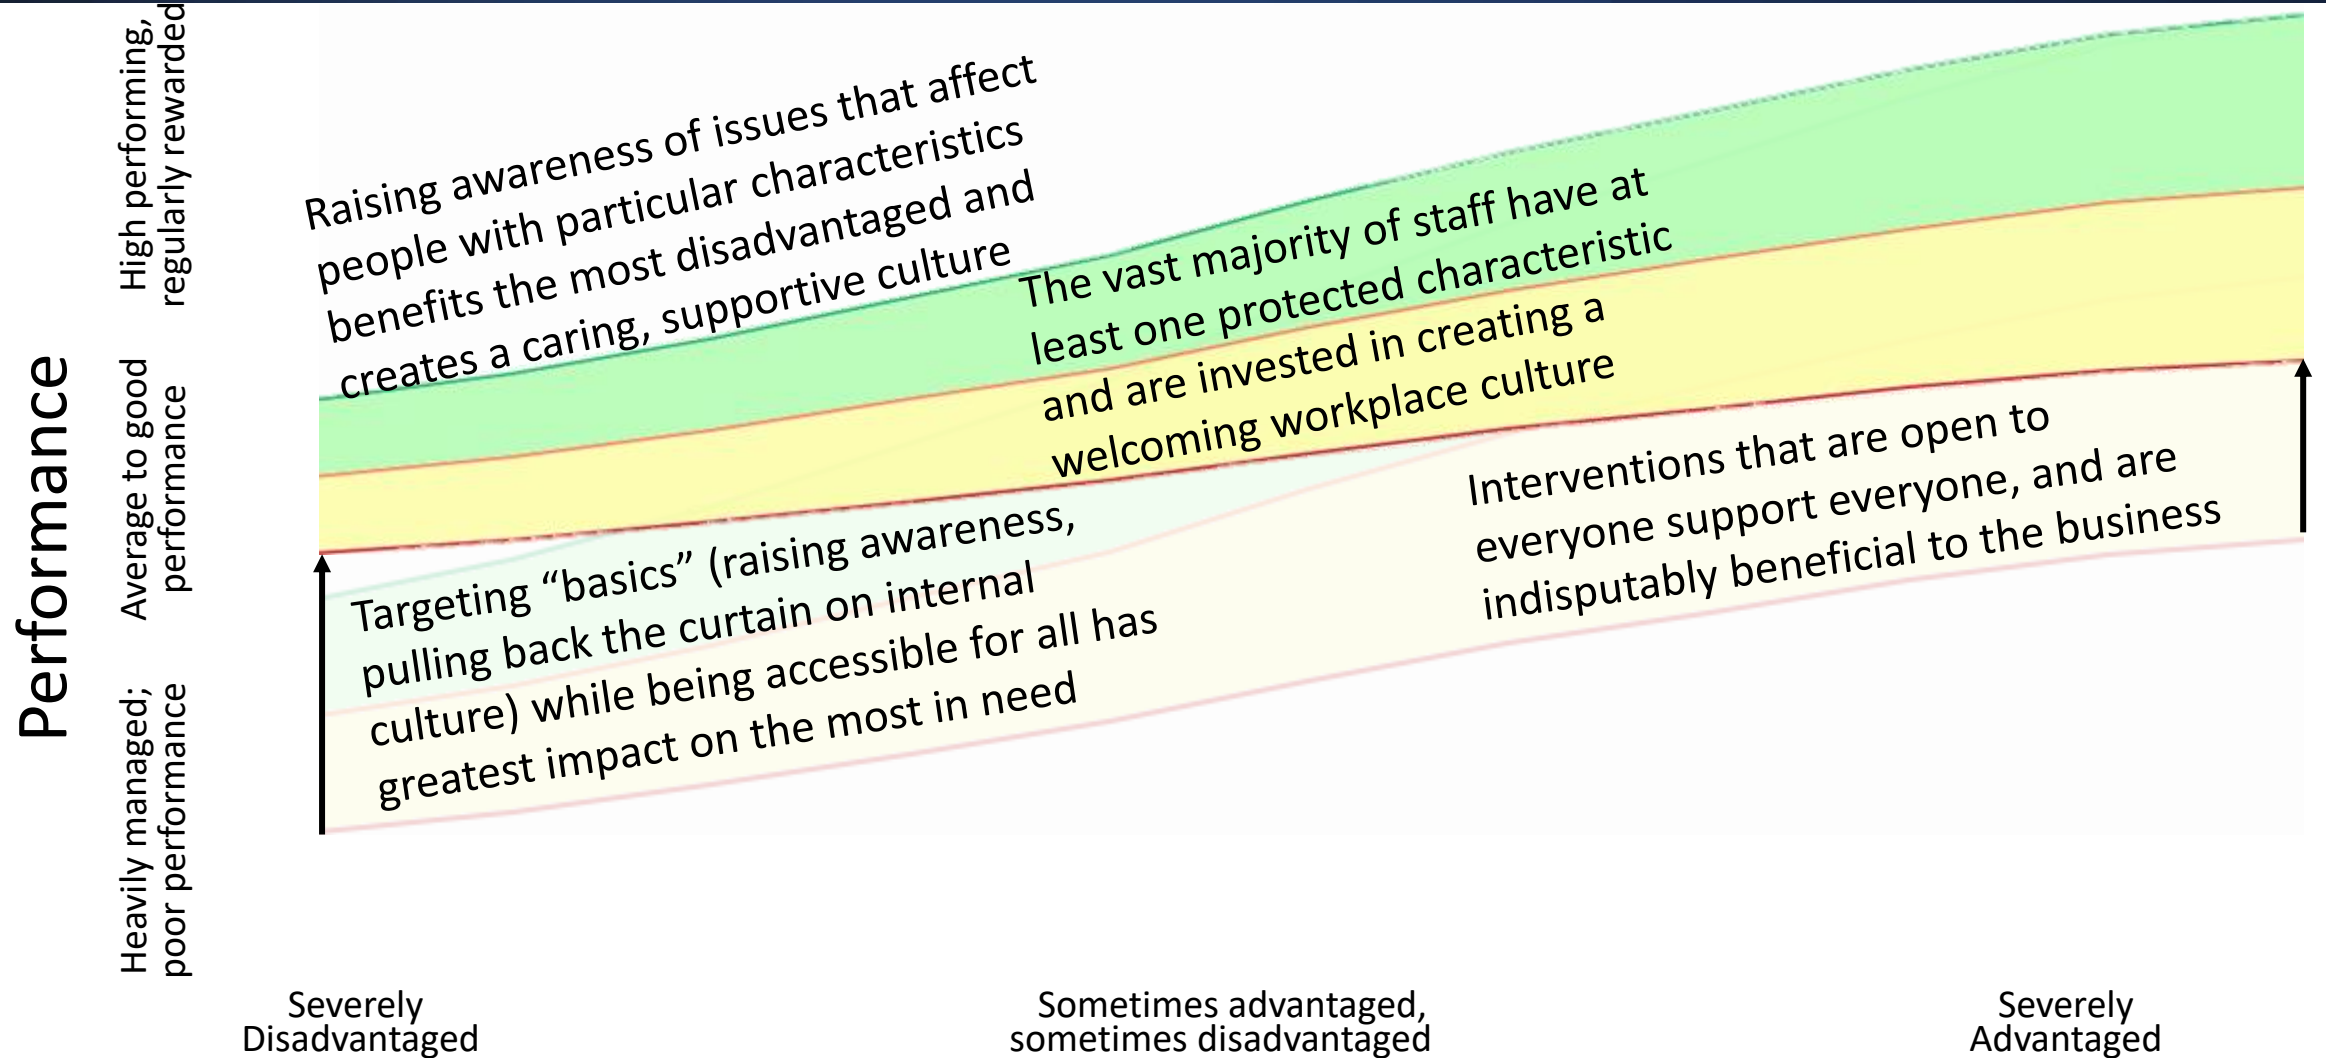 Performance
High performing,
regularly rewarded
Average to good
performance
Heavily managed;
poor performance
Raising awareness of issues that affect
people with particular characteristics
benefits the most disadvantaged and
creates a caring, supportive culture
The vast majority of staff have at
least one protected characteristic
and are invested in creating a
welcoming workplace culture
Targeting “basics” (raising awareness,
pulling back the curtain on internal
culture) while being accessible for all has
greatest impact on the most in need
Interventions that are open to
everyone support everyone, and are
indisputably beneficial to the business
Severely
Disadvantaged
Sometimes advantaged,
sometimes disadvantaged
Severely
Advantaged